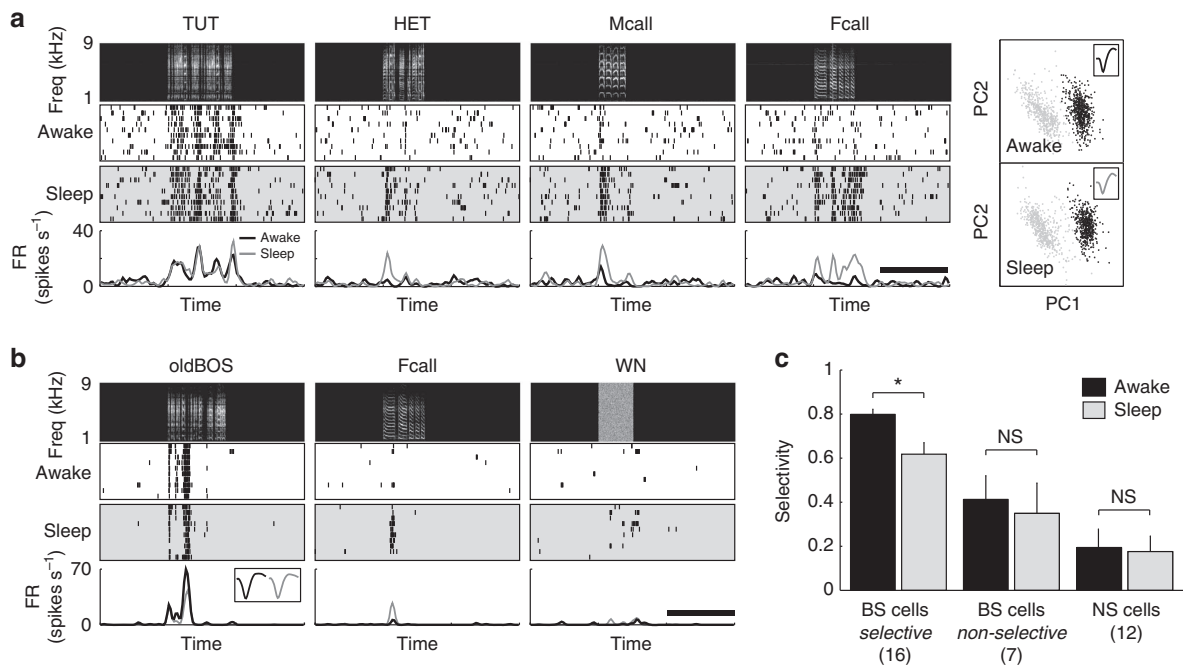 a
TUT
HET
Mcall
Fcall
Freq (kHz)
9
1
Awake
Sleep
FR
(spikes s⁻¹)
40
0
Awake
Sleep
Time
Time
Time
Time
PC2
Awake
PC2
Sleep
PC1
b
oldBOS
Fcall
WN
Freq (kHz)
9
1
Awake
Sleep
FR
(spikes s⁻¹)
70
0
Time
Time
Time
c
Selectivity
1
0.8
0.6
0.4
0.2
0
*
NS
NS
Awake
Sleep
BS cells
selective
(16)
BS cells
non-selective
(7)
NS cells
(12)